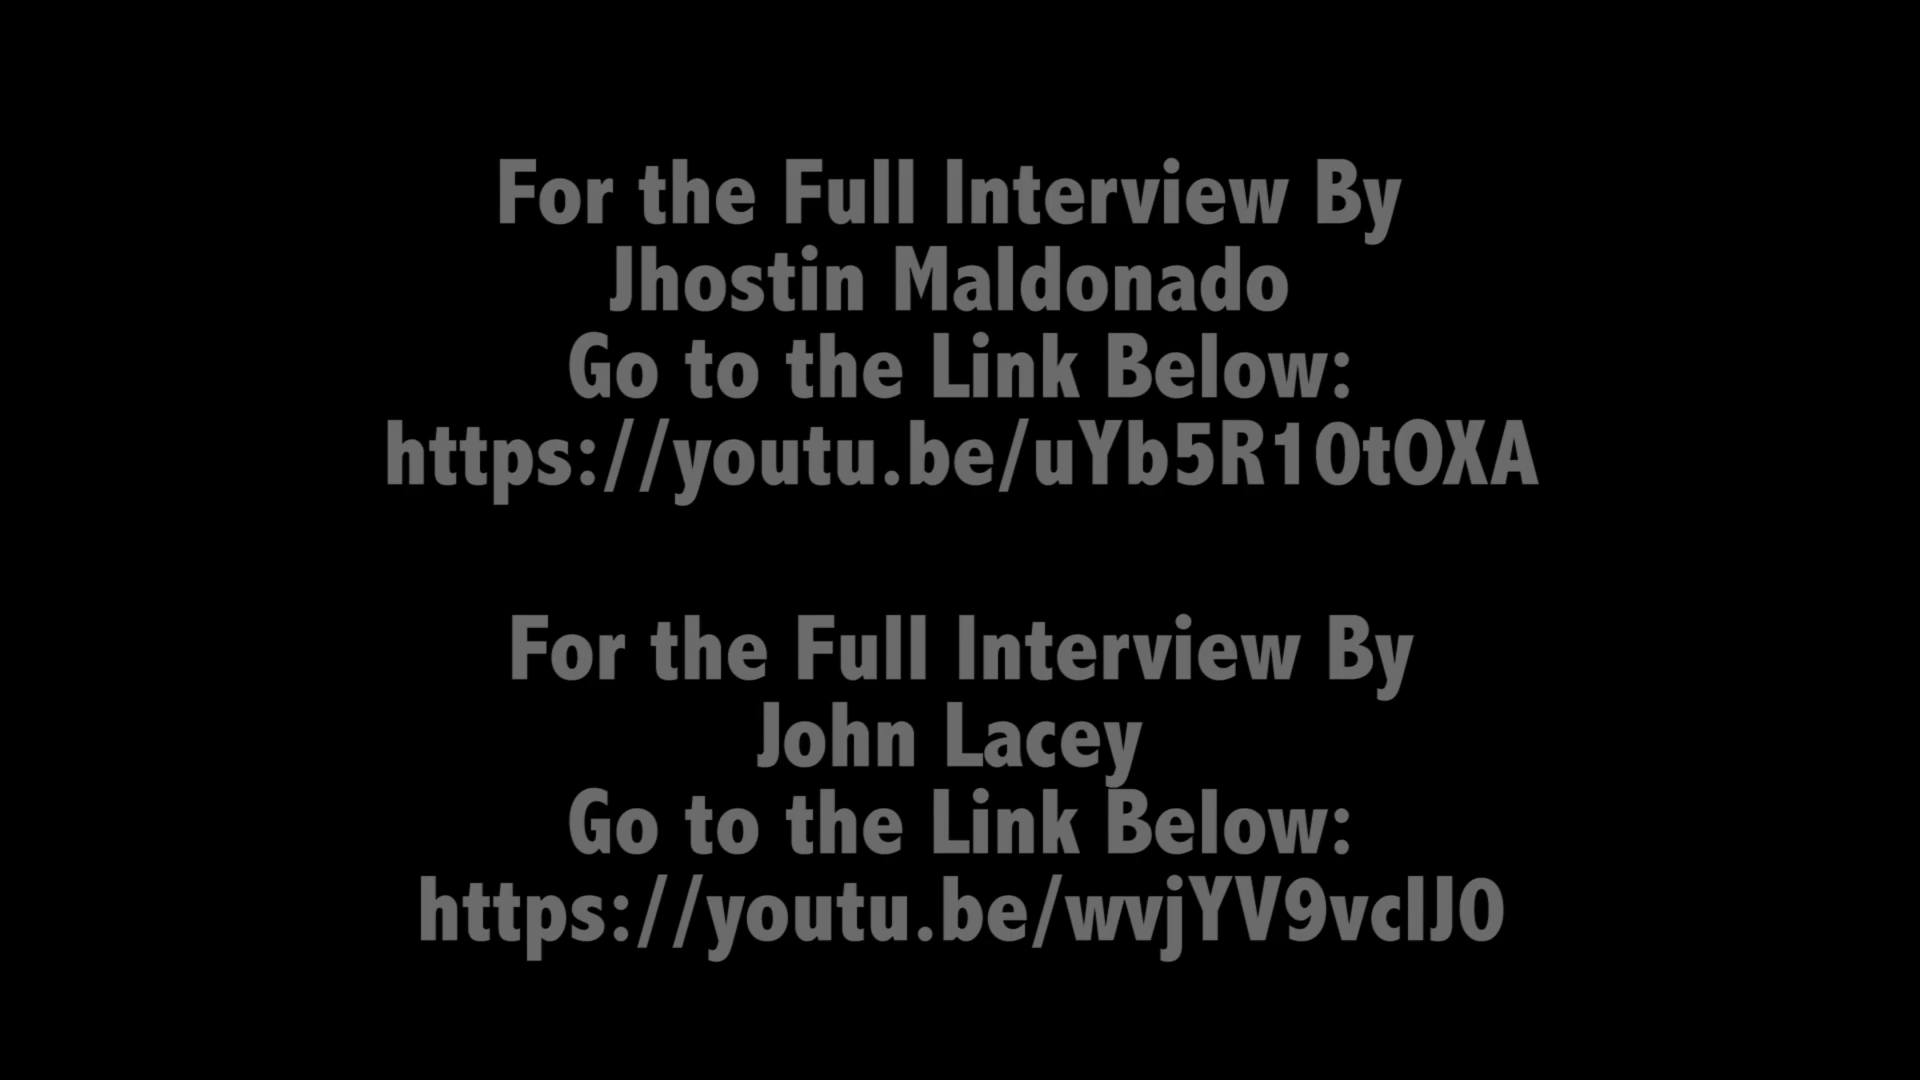 For the Full Interview By
Jhostin Maldonado
Go to the Link Below:
https://youtu.be/uYb5R10tOXA
For the Full Interview By
John Lacey
Go to the Link Below:
https://youtu.be/wvjYV9vcIJ0